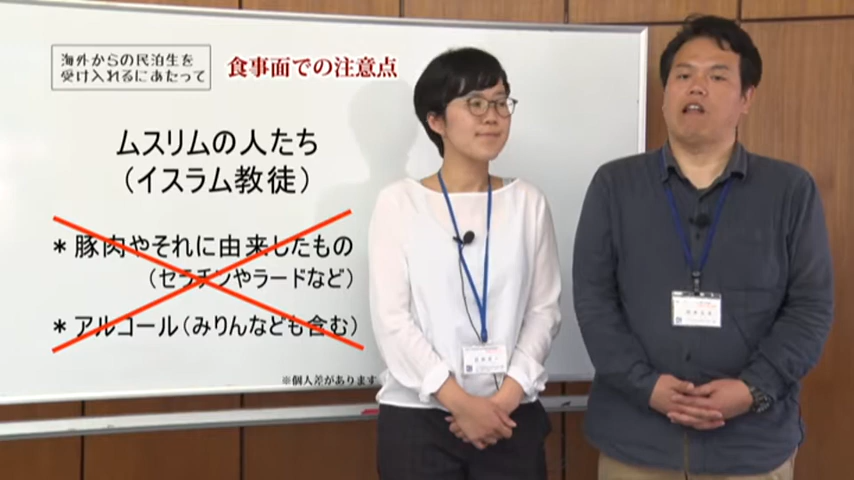 海外からの民泊生を
受け入れるにあたって
食事面での注意点
ムスリムの人たち
（イスラム教徒）
＊豚肉やそれに由来したもの
（セラチンやラードなど）
＊アルコール（みりんなども含む）
※個人差があります